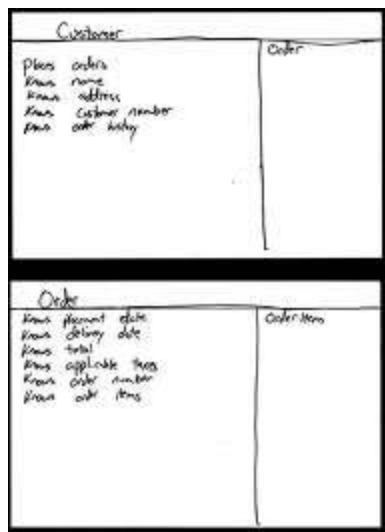 Customer
Places orders
Knows name
Knows address
Knows Customer number
Knows order history
Order
Order
Knows placement date
Knows delivery date
Knows total
Knows applicable taxes
Knows order number
Knows order items
Order Items